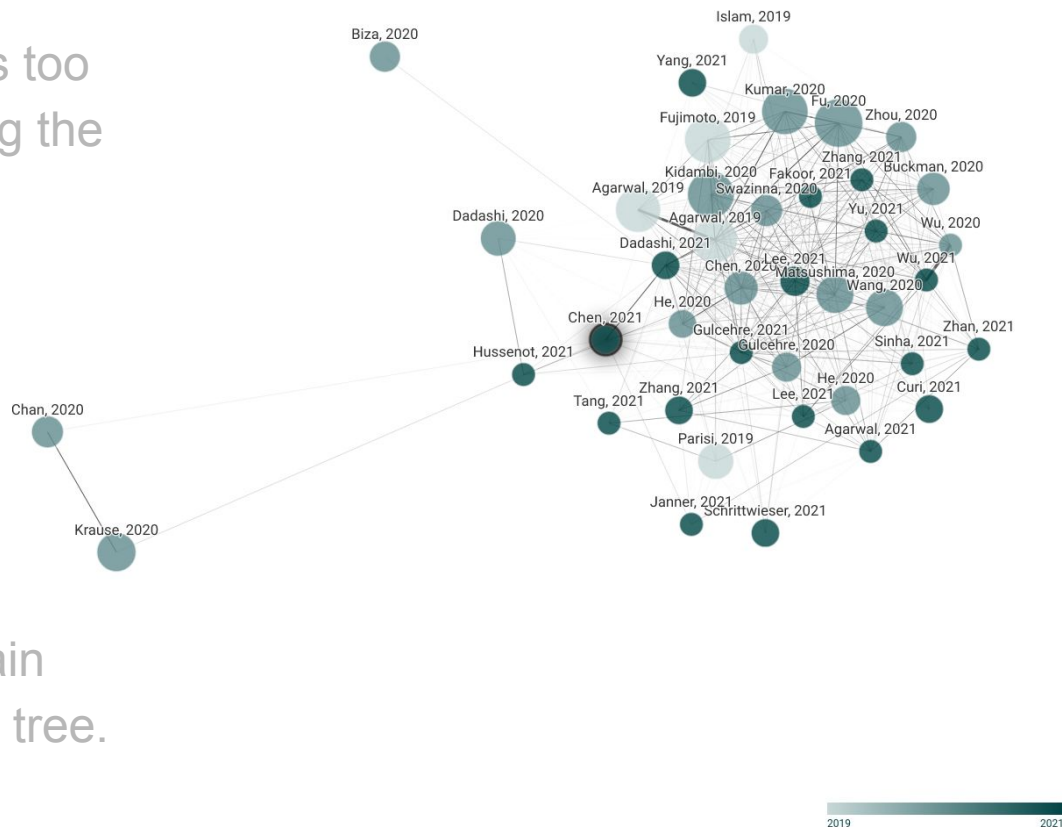 s too
g the
ain
tree.
Islam, 2019
Biza, 2020
Yang, 2021
Kumar, 2020
Fu, 2020
Zhou, 2020
Fujimoto, 2019
Zhang, 2021
Buckman, 2020
Kidambi, 2020
Fakoor, 2021
Agarwal, 2019
Swazinna, 2020
Yu, 2021
Dadashi, 2020
Agarwal, 2019
Wu, 2020
Dadashi, 2021
Lee, 2021
Wu, 2021
Chen, 2020
Matsushima, 2020
Wang, 2020
He, 2020
Chen, 2021
Gulcehre, 2021
Zhan, 2021
Gulcehre, 2020
Sinha, 2021
Hussenot, 2021
He, 2020
Zhang, 2021
Curi, 2021
Lee, 2021
Tang, 2021
Chan, 2020
Agarwal, 2021
Parisi, 2019
Janner, 2021
Schrittwieser, 2021
Krause, 2020
2019
2021